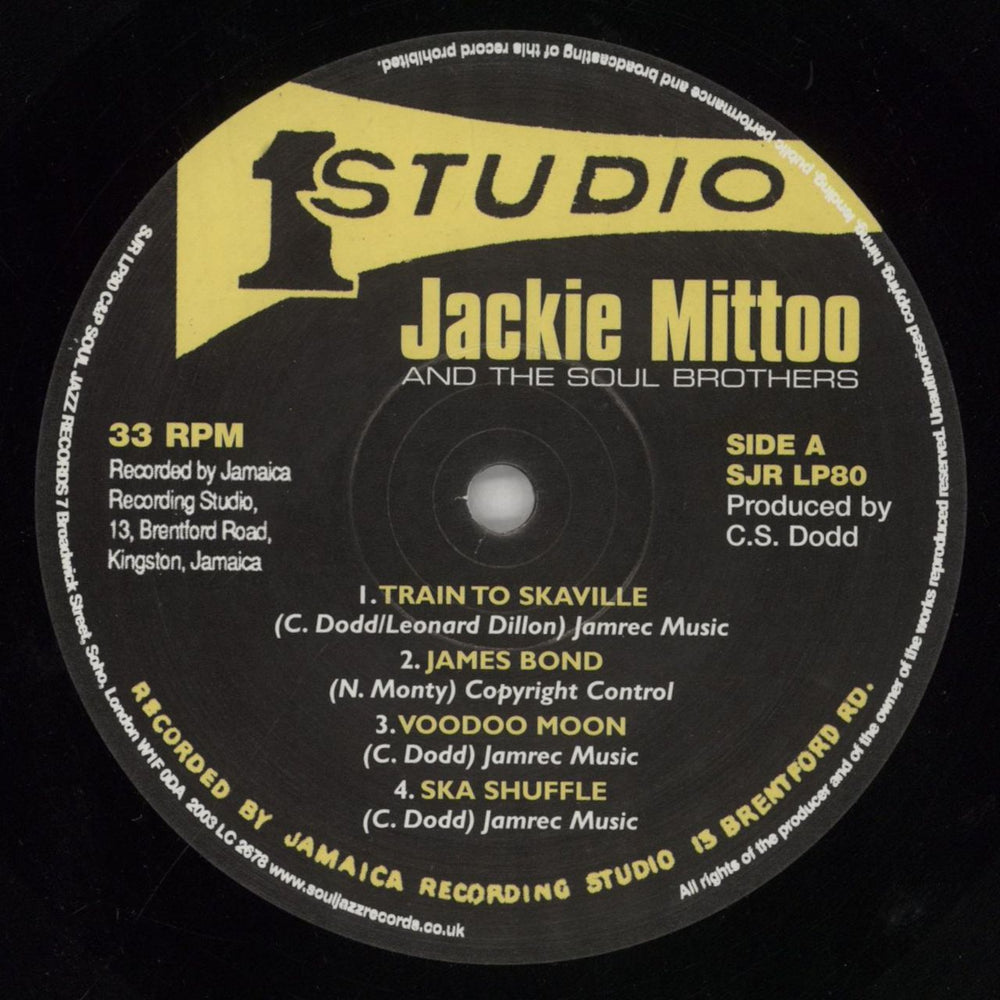 1 STUDIO
Jackie Mittoo
AND THE SOUL BROTHERS
33 RPM
Recorded by Jamaica
Recording Studio,
13, Brentford Road,
Kingston, Jamaica
SIDE A
SJR LP80
Produced by
C.S. Dodd
1. TRAIN TO SKAVILLE
(C. Dodd/Leonard Dillon) Jamrec Music
2. JAMES BOND
(N. Monty) Copyright Control
3. VOODOO MOON
(C. Dodd) Jamrec Music
4. SKA SHUFFLE
(C. Dodd) Jamrec Music
RECORDED BY JAMAICA RECORDING STUDIO 13 BRENTFORD RD.
SJR LP80 C&P SOUL JAZZ RECORDS 7 Broadwick Street, Soho, London W1F 0DA 2003 LC 2678 www.souljazzrecords.co.uk
All rights of the producer and of the owner of the works reproduced reserved. Unauthorised copying, hiring, lending, public performance and broadcasting of this record prohibited.